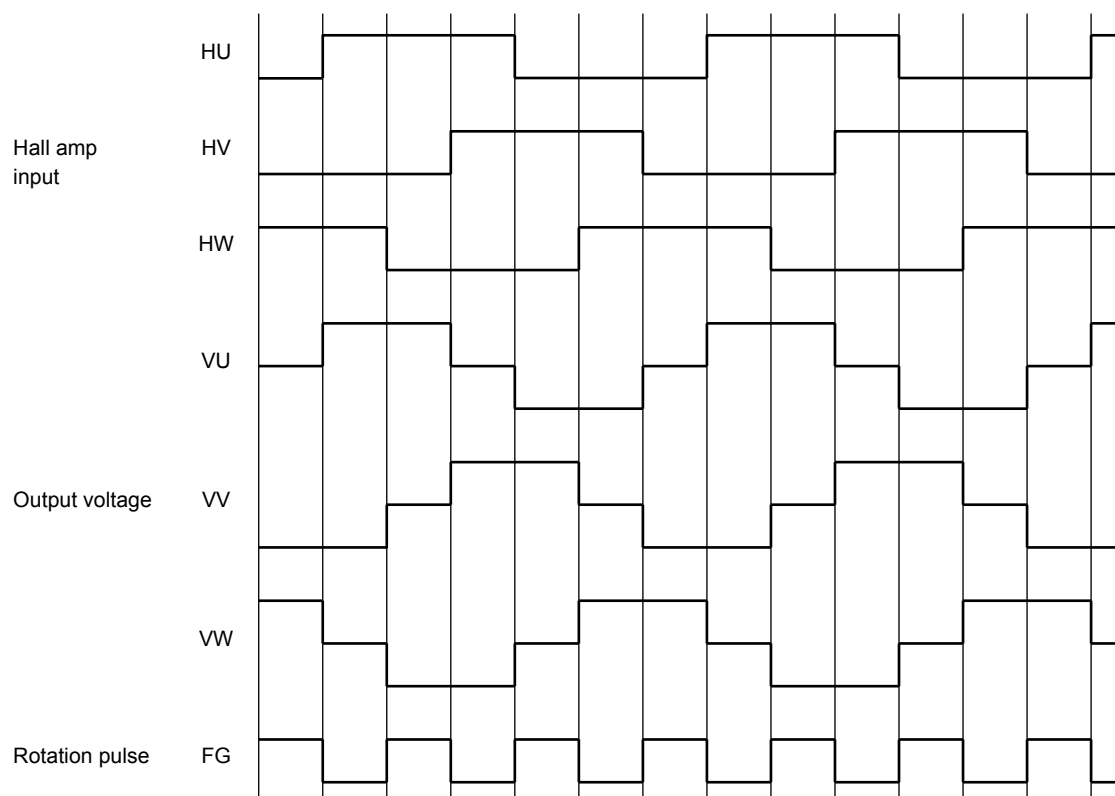 HU
Hall amp
input
HV
HW
VU
Output voltage
VV
VW
Rotation pulse
FG